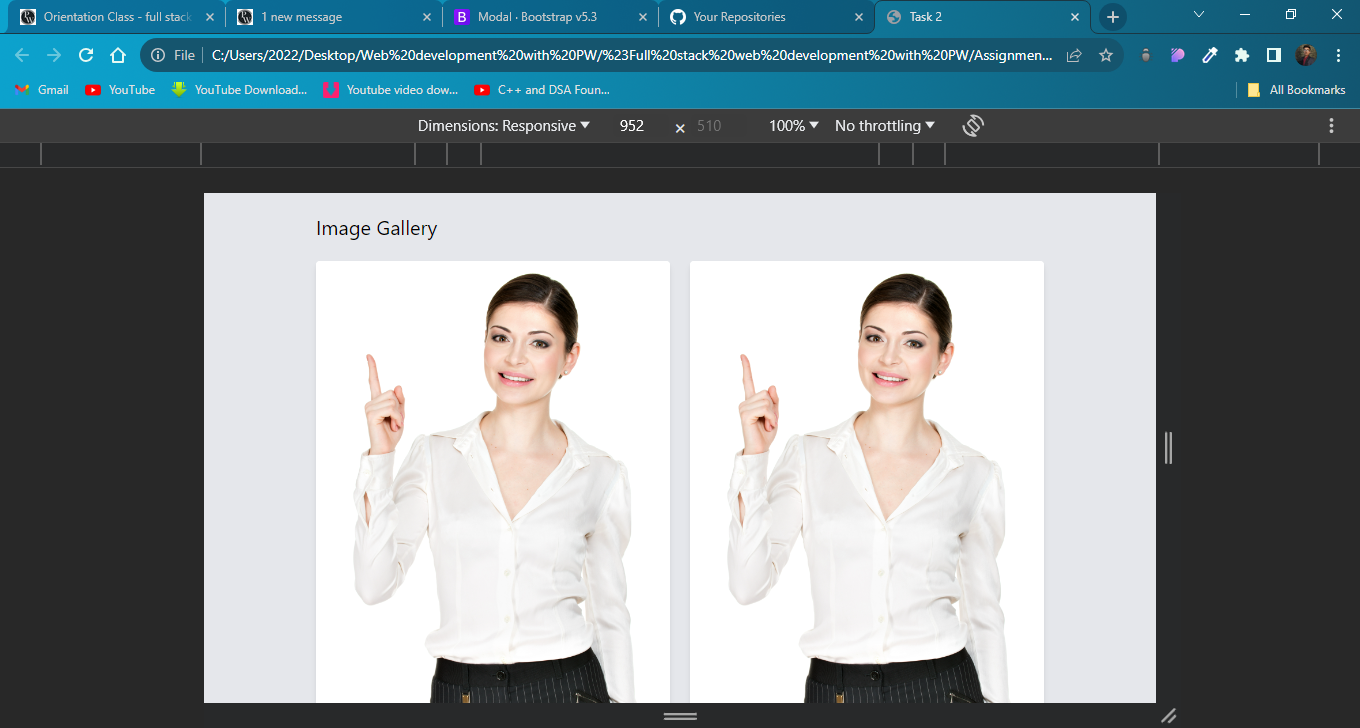 Orientation Class - full stack
1 new message
Modal · Bootstrap v5.3
Your Repositories
Task 2
File
C:/Users/2022/Desktop/Web%20development%20with%20PW/%23Full%20stack%20web%20development%20with%20PW/Assignmen...
Gmail
YouTube
YouTube Download...
Youtube video dow...
C++ and DSA Foun...
All Bookmarks
Dimensions: Responsive
952
×
510
100%
No throttling
Image Gallery